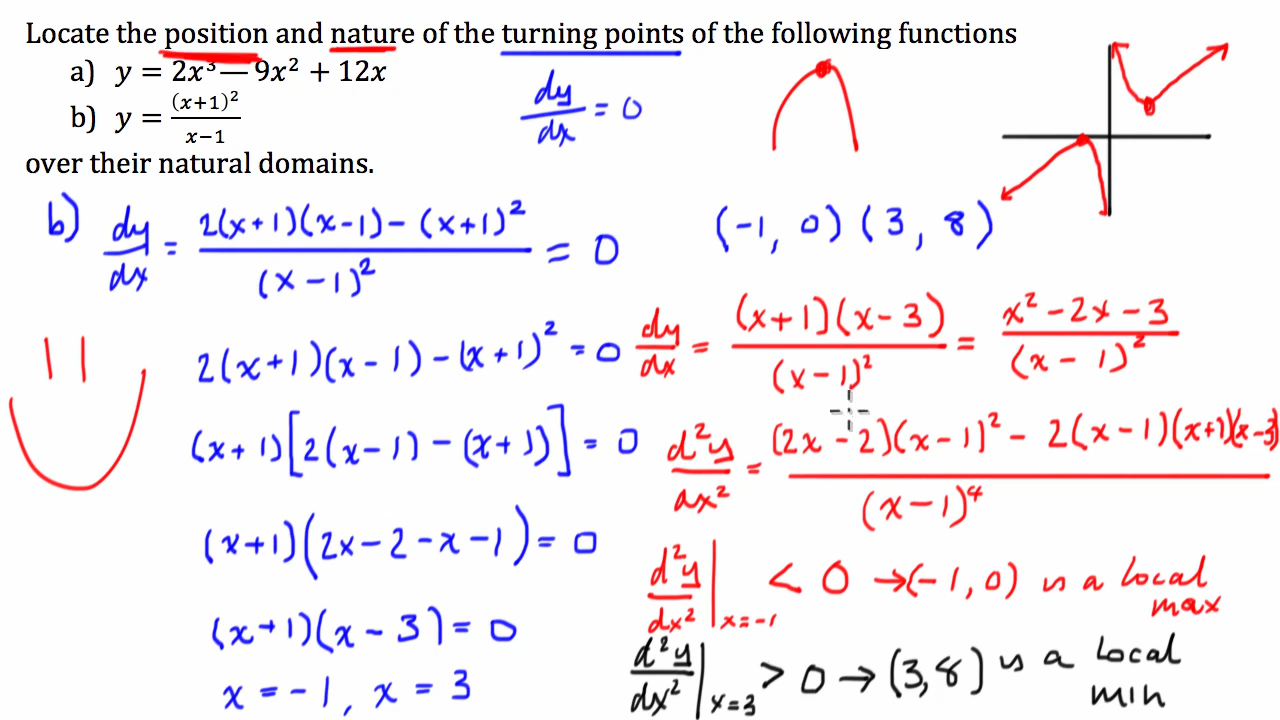 Locate the position and nature of the turning points of the following functions
a) y = 2x³ — 9x² + 12x
b) y = (x+1)²/(x−1)
over their natural domains.
dy/dx = 0
b) dy/dx = (2(x+1)(x-1) - (x+1)²)/(x-1)² = 0
2(x+1)(x-1) - (x+1)² = 0
(x+1)[2(x-1) - (x+1)] = 0
(x+1)(2x-2-x-1) = 0
(x+1)(x-3) = 0
x = -1, x = 3
(-1, 0) (3, 8)
dy/dx = ((x+1)(x-3))/(x-1)² = (x²-2x-3)/(x-1)²
d²y/dx² = ((2x-2)(x-1)² - 2(x-1)(x+1)(x-3))/(x-1)⁴
d²y/dx² |x=-1 < 0 → (-1, 0) is a local max
d²y/dx² |x=3 > 0 → (3,8) is a local min